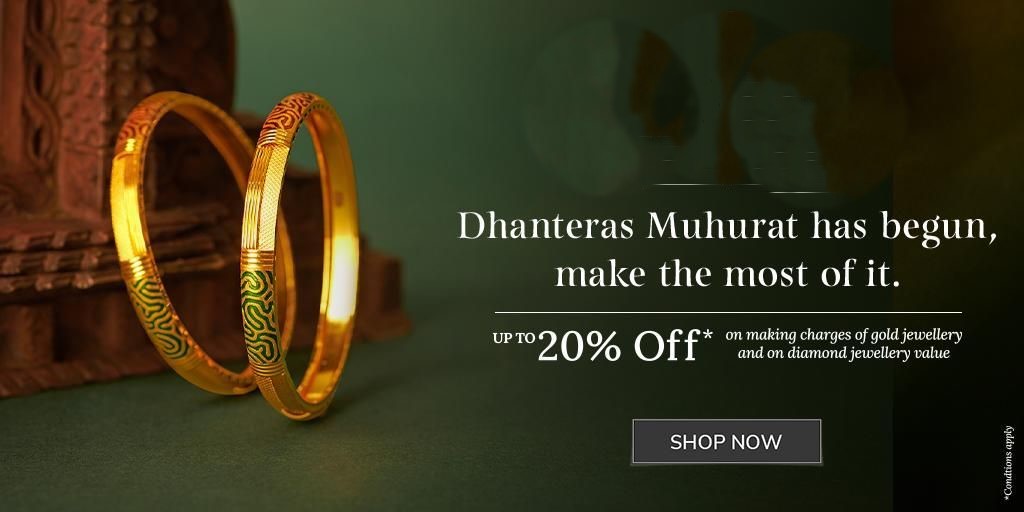 Dhanteras Muhurat has begun,
make the most of it.
UP TO 20% Off* on making charges of gold jewellery
and on diamond jewellery value
SHOP NOW
*Condtions apply